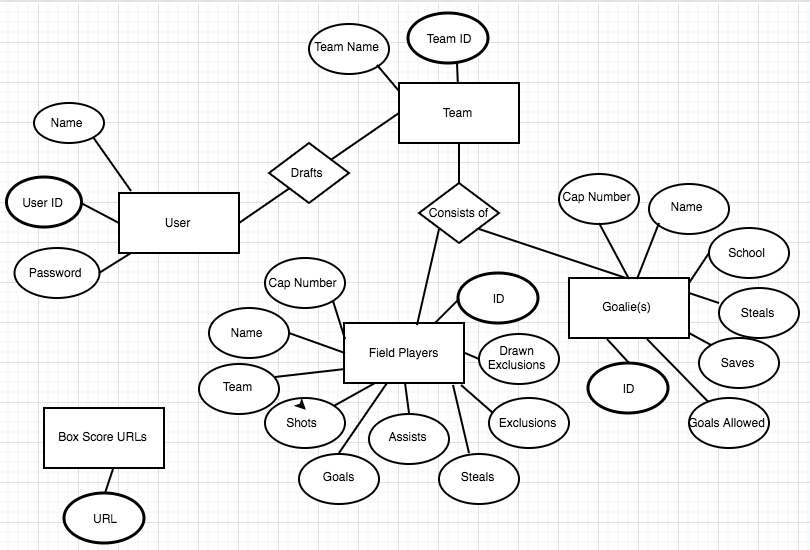 Team Name
Team ID
Team
Name
Drafts
User ID
User
Password
Consists of
Cap Number
Name
School
Steals
Goalie(s)
Saves
ID
Goals Allowed
Cap Number
ID
Name
Field Players
Drawn
Exclusions
Team
Shots
Assists
Exclusions
Goals
Steals
Box Score URLs
URL